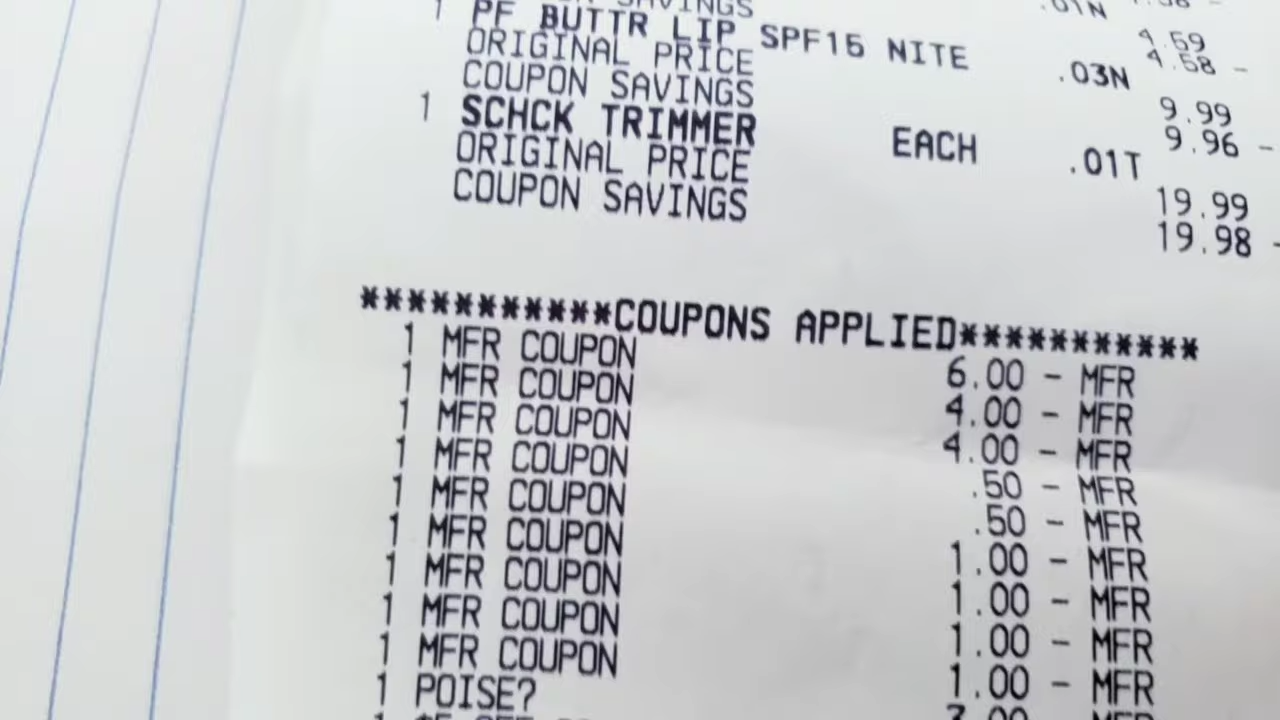 SAVINGS
1 PF BUTTR LIP SPF15 NITE .03N 9.99
ORIGINAL PRICE
COUPON SAVINGS 9.96 -
1 SCHCK TRIMMER EACH .01T
ORIGINAL PRICE 19.99
COUPON SAVINGS 19.98 -
***********COUPONS APPLIED***********
1 MFR COUPON 6.00 - MFR
1 MFR COUPON 4.00 - MFR
1 MFR COUPON 4.00 - MFR
1 MFR COUPON .50 - MFR
1 MFR COUPON .50 - MFR
1 MFR COUPON 1.00 - MFR
1 MFR COUPON 1.00 - MFR
1 MFR COUPON 1.00 - MFR
1 MFR COUPON 1.00 - MFR
1 POISE?